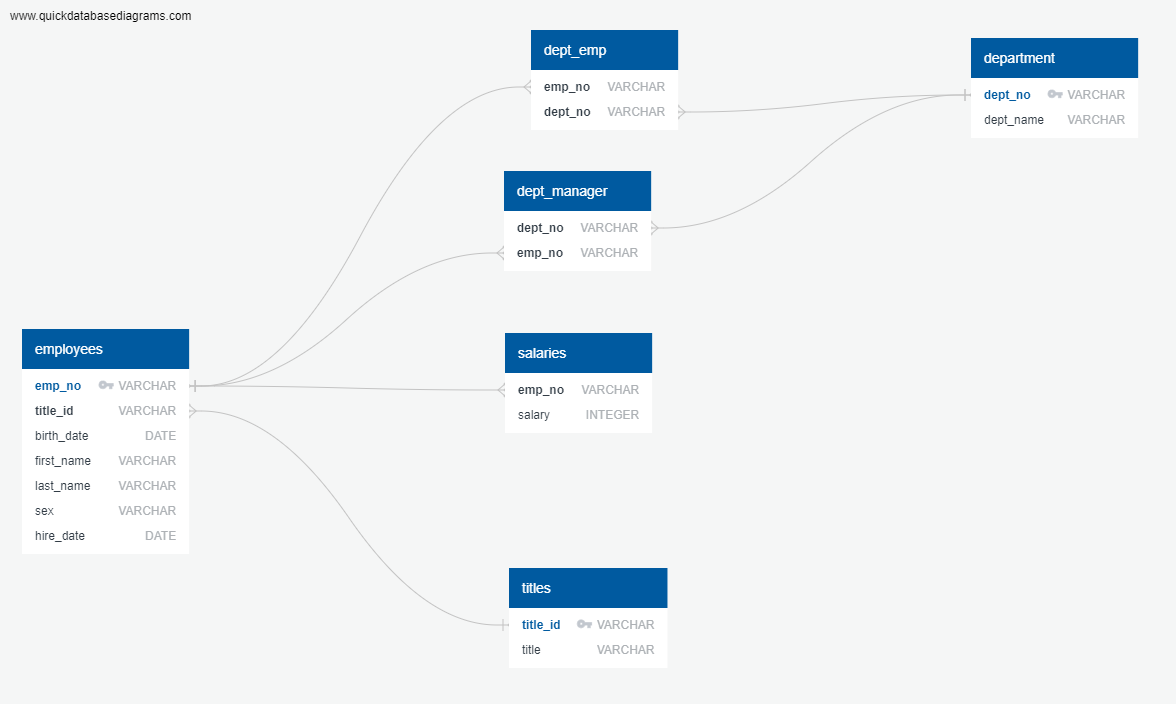 www.quickdatabasediagrams.com
dept_emp
emp_no VARCHAR
dept_no VARCHAR
department
dept_no VARCHAR
dept_name VARCHAR
dept_manager
dept_no VARCHAR
emp_no VARCHAR
employees
emp_no VARCHAR
title_id VARCHAR
birth_date DATE
first_name VARCHAR
last_name VARCHAR
sex VARCHAR
hire_date DATE
salaries
emp_no VARCHAR
salary INTEGER
titles
title_id VARCHAR
title VARCHAR